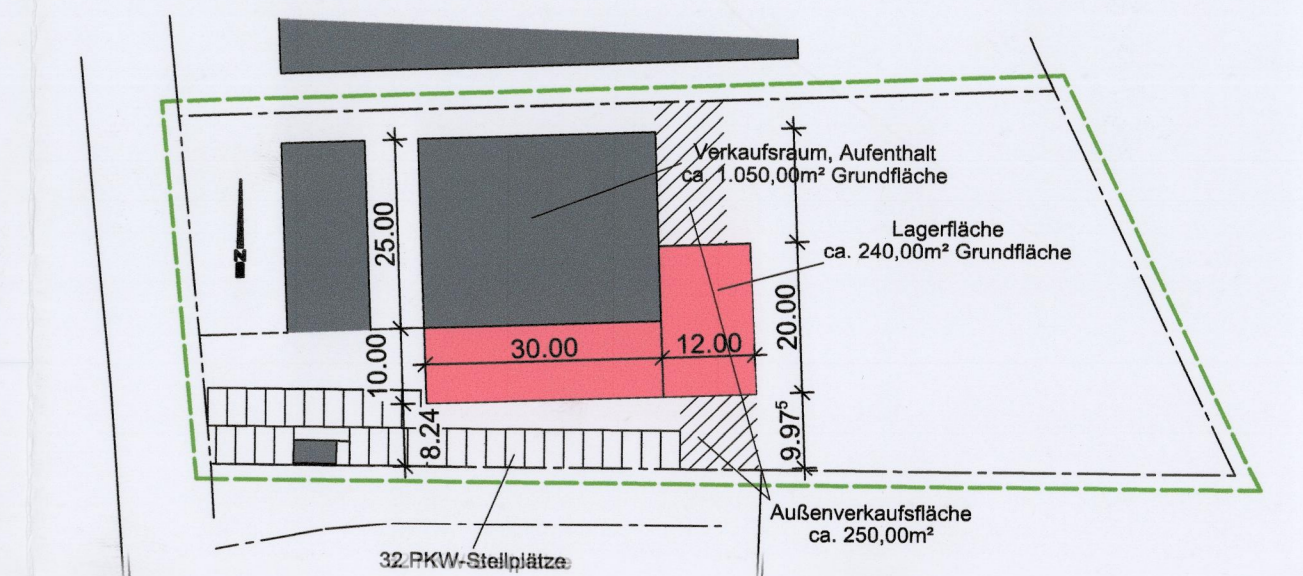 Verkaufsraum, Aufenthalt
ca. 1.050,00m² Grundfläche
Lagerfläche
ca. 240,00m² Grundfläche
25.00
N
20.00
30.00
12.00
10.00
8.24
9.97⁵
Außenverkaufsfläche
ca. 250,00m²
32 PKW-Stellplätze